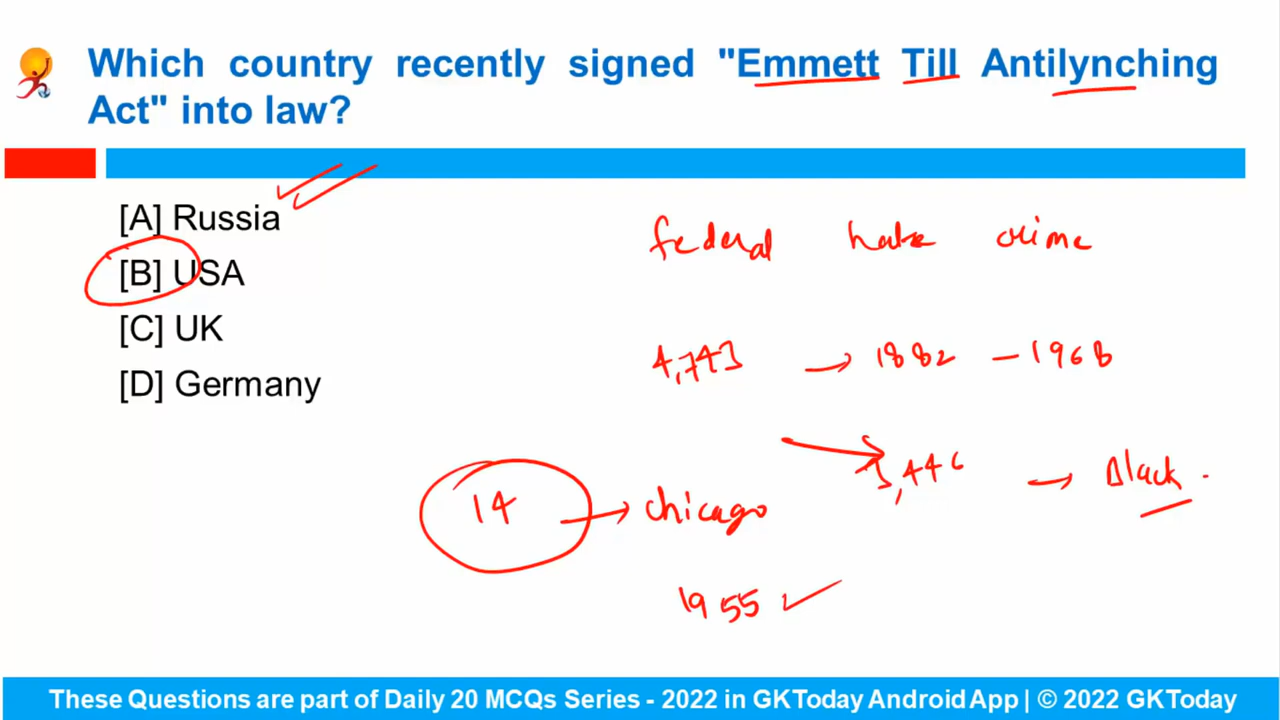 Which country recently signed "Emmett Till Antilynching
Act" into law?
[A] Russia
[B] USA
[C] UK
[D] Germany
federal hate crime
4,743 → 1882 – 1968
3,446 → Black.
14 → chicago
1955 ✓
These Questions are part of Daily 20 MCQs Series - 2022 in GKToday Android App | © 2022 GKToday